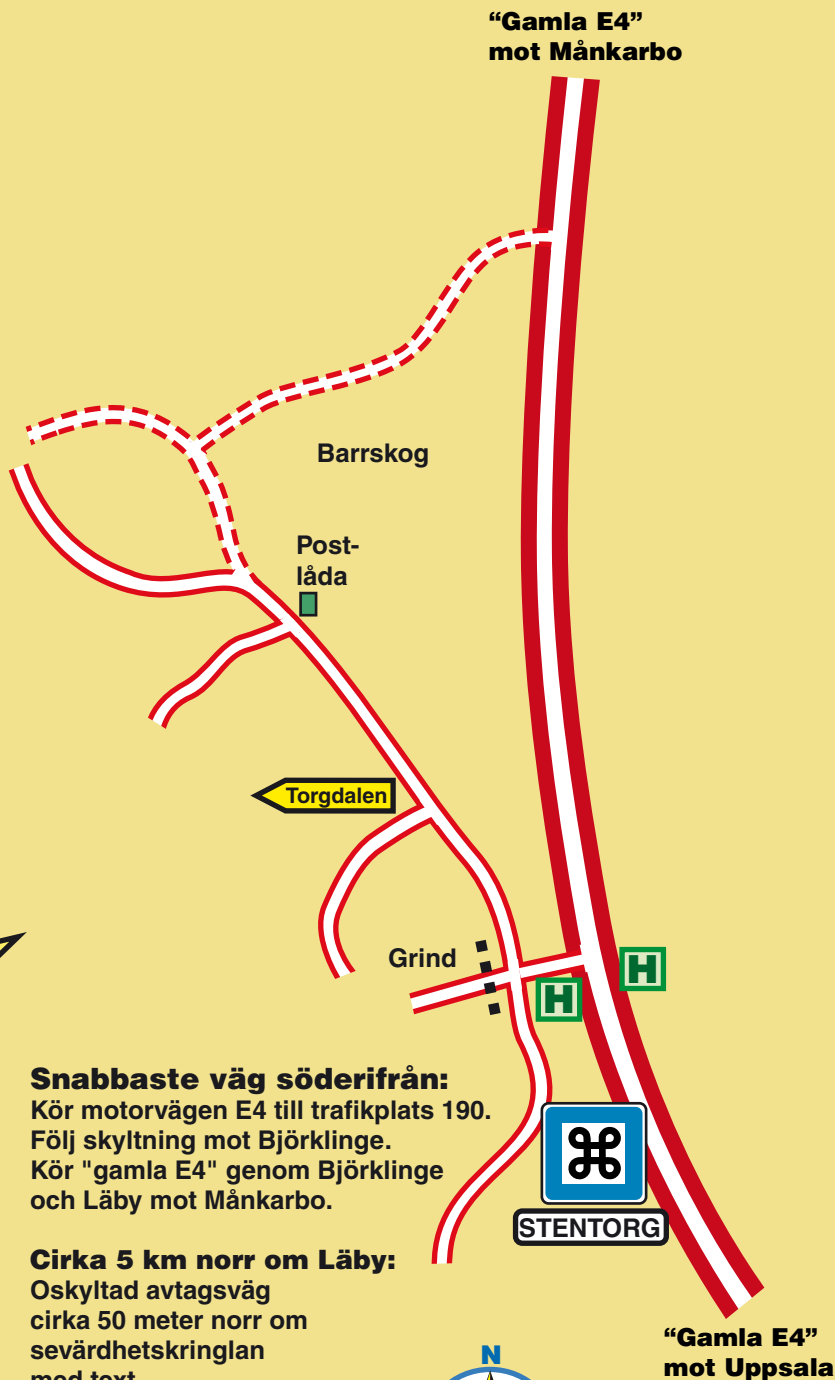 “Gamla E4”
mot Månkarbo
Barrskog
Post-
låda
Torgdalen
Grind
H
H
Snabbaste väg söderifrån:
Kör motorvägen E4 till trafikplats 190.
Följ skyltning mot Björklinge.
Kör "gamla E4" genom Björklinge
och Läby mot Månkarbo.
STENTORG
Cirka 5 km norr om Läby:
Oskyltad avtagsväg
cirka 50 meter norr om
sevärdhetskringlan
med text
“Gamla E4”
mot Uppsala
N